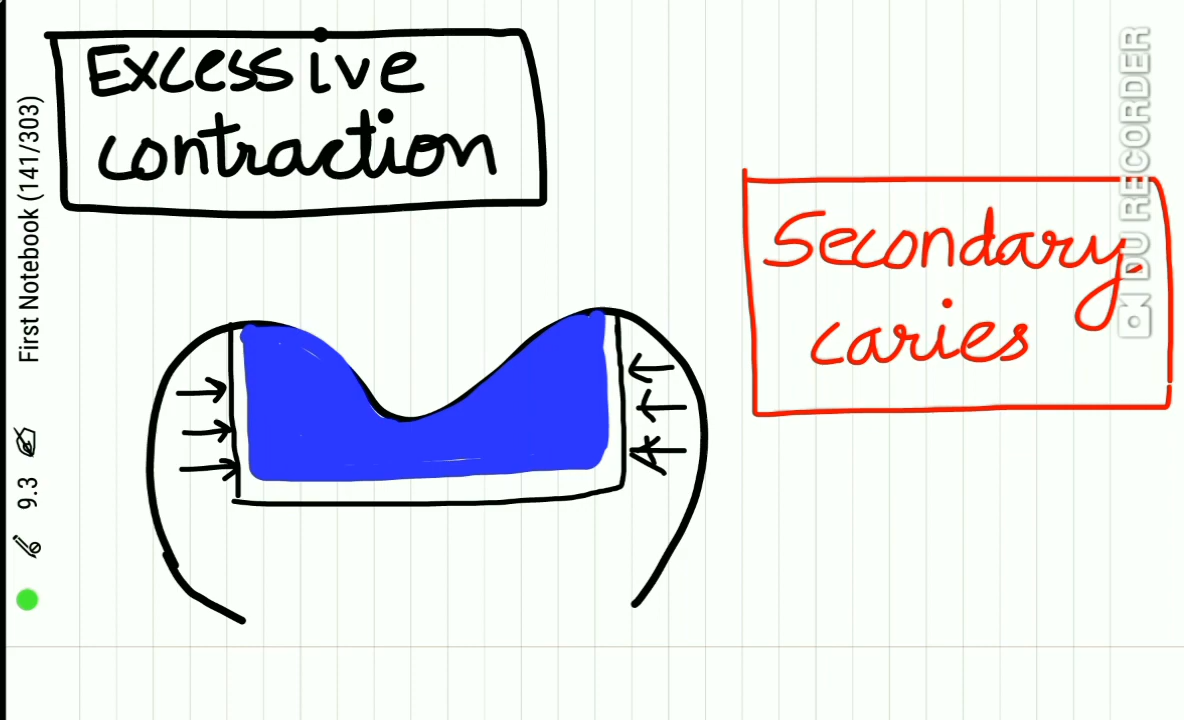 Excessive
contraction
Secondary
caries
First Notebook (141/303)
9.3
DU RECORDER